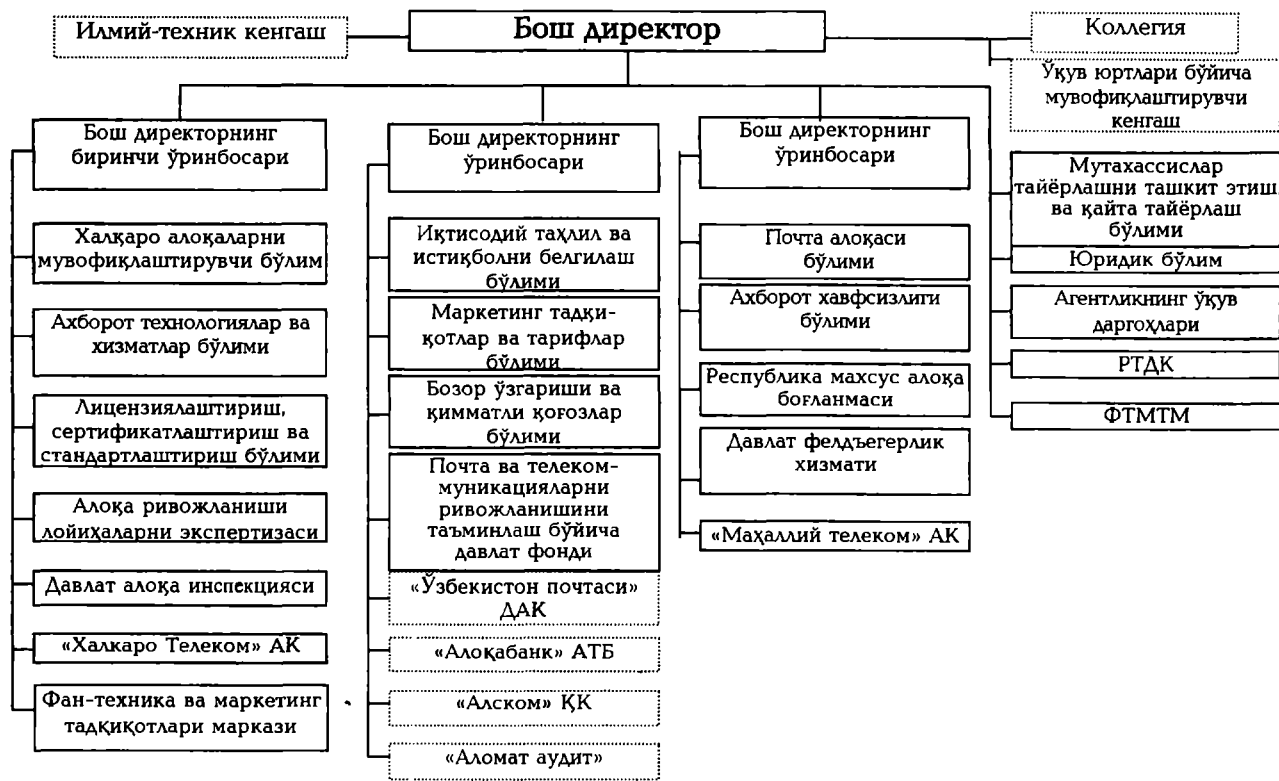 Илмий-техник кенгаш
Бош директор
Коллегия
Ўқув юртлари бўйича
мувофиқлаштирувчи
кенгаш
Бош директорнинг
биринчи ўринбосари
Халқаро алоқаларни
мувофиқлаштирувчи бўлим
Ахборот технологиялар ва
хизматлар бўлими
Лицензиялаштириш,
сертификатлаштириш ва
стандартлаштириш бўлими
Алоқа ривожланиши
лойиҳаларни экспертизаси
Давлат алоқа инспекцияси
«Халкаро Телеком» АК
Фан-техника ва маркетинг
тадқиқотлари маркази
Бош директорнинг
ўринбосари
Иқтисодий таҳлил ва
истиқболни белгилаш
бўлими
Маркетинг тадқи-
қотлар ва тарифлар
бўлими
Бозор ўзгариши ва
қимматли қоғозлар
бўлими
Почта ва телеком-
муникацияларни
ривожланишини
таъминлаш бўйича
давлат фонди
«Ўзбекистон почтаси»
ДАК
«Алоқабанк» АТБ
«Алском» ҚК
«Аломат аудит»
Бош директорнинг
ўринбосари
Почта алоқаси
бўлими
Ахборот хавфсизлиги
бўлими
Республика махсус алоқа
боғланмаси
Давлат фелдъегерлик
хизмати
«Маҳаллий телеком» АК
Мутахассислар
тайёрлашни ташкит этиш
ва қайта тайёрлаш
бўлими
Юридик бўлим
Агентликнинг ўқув
даргоҳлари
РТДК
ФТМТМ